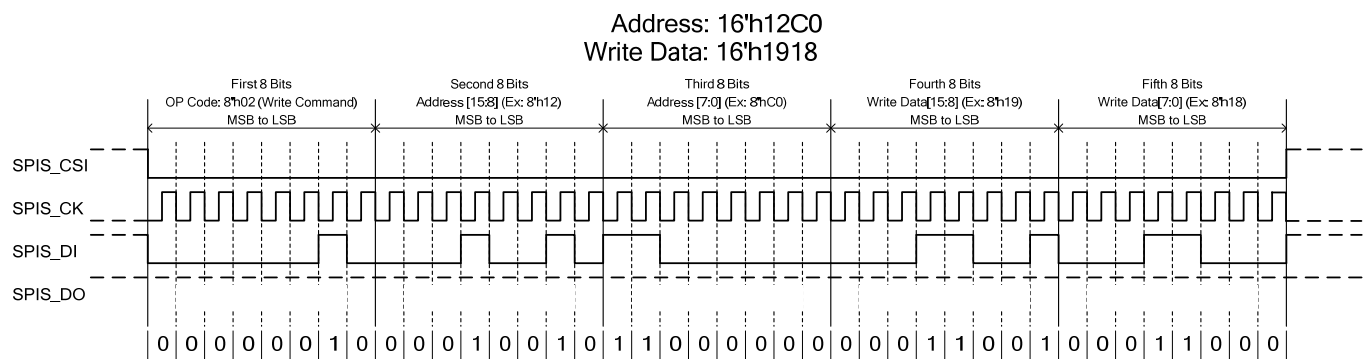 Address: 16'h12C0
Write Data: 16'h1918
First 8 Bits
OP Code: 8'h02 (Write Command)
MSB to LSB
Second 8 Bits
Address [15:8] (Ex: 8'h12)
MSB to LSB
Third 8 Bits
Address [7:0] (Ex: 8'hC0)
MSB to LSB
Fourth 8 Bits
Write Data[15:8] (Ex: 8'h19)
MSB to LSB
Fifth 8 Bits
Write Data[7:0] (Ex: 8'h18)
MSB to LSB
SPIS_CSI
SPIS_CK
SPIS_DI
SPIS_DO
0 0 0 0 0 0 1 0 0 0 0 1 0 0 1 0 1 1 0 0 0 0 0 0 0 0 0 1 1 0 0 1 0 0 0 1 1 0 0 0